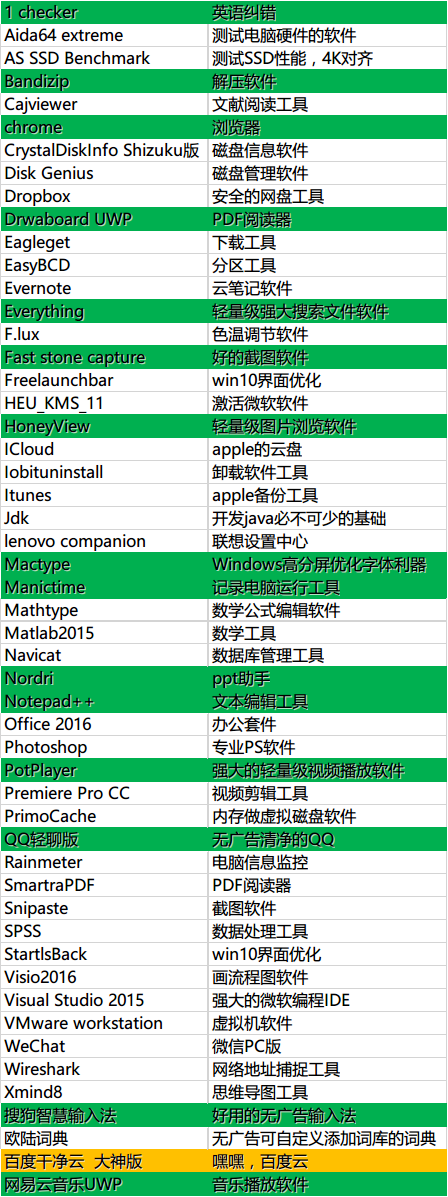 1 checker 英语纠错
Aida64 extreme 测试电脑硬件的软件
AS SSD Benchmark 测试SSD性能，4K对齐
Bandizip 解压软件
Cajviewer 文献阅读工具
chrome 浏览器
CrystalDiskInfo Shizuku版 磁盘信息软件
Disk Genius 磁盘管理软件
Dropbox 安全的网盘工具
Drwaboard UWP PDF阅读器
Eagleget 下载工具
EasyBCD 分区工具
Evernote 云笔记软件
Everything 轻量级强大搜索文件软件
F.lux 色温调节软件
Fast stone capture 好的截图软件
Freelaunchbar win10界面优化
HEU_KMS_11 激活微软软件
HoneyView 轻量级图片浏览软件
ICloud apple的云盘
Iobituninstall 卸载软件工具
Itunes apple备份工具
Jdk 开发java必不可少的基础
lenovo companion 联想设置中心
Mactype Windows高分屏优化字体利器
Manictime 记录电脑运行工具
Mathtype 数学公式编辑软件
Matlab2015 数学工具
Navicat 数据库管理工具
Nordri ppt助手
Notepad++ 文本编辑工具
Office 2016 办公套件
Photoshop 专业PS软件
PotPlayer 强大的轻量级视频播放软件
Premiere Pro CC 视频剪辑工具
PrimoCache 内存做虚拟磁盘软件
QQ轻聊版 无广告清净的QQ
Rainmeter 电脑信息监控
SmartraPDF PDF阅读器
Snipaste 截图软件
SPSS 数据处理工具
StartlsBack win10界面优化
Visio2016 画流程图软件
Visual Studio 2015 强大的微软编程IDE
VMware workstation 虚拟机软件
WeChat 微信PC版
Wireshark 网络地址捕捉工具
Xmind8 思维导图工具
搜狗智慧输入法 好用的无广告输入法
欧陆词典 无广告可自定义添加词库的词典
百度干净云 大神版 嘿嘿，百度云
网易云音乐UWP 音乐播放软件